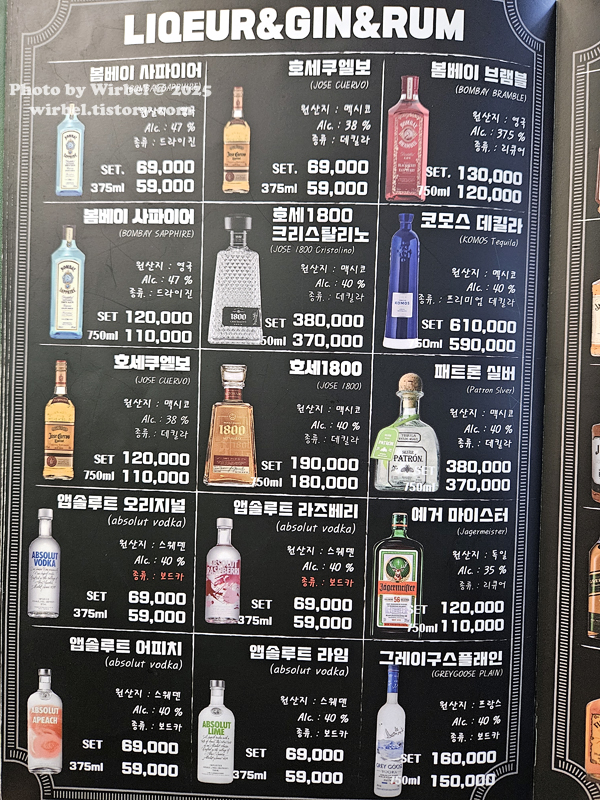 LIQEUR&GIN&RUM
Photo by Wirbel © 2025
wirbel.tistory.com
봄베이 사파이어
(BOMBAY SAPPHIRE)
원산지 : 영국
Alc. : 47 %
종류 : 드라이진
SET. 69,000
375ml 59,000
호세쿠엘보
(JOSE CUERVO)
원산지 : 멕시코
Alc. : 38 %
종류 : 데킬라
SET. 69,000
375ml 59,000
봄베이 브램블
(BOMBAY BRAMBLE)
원산지 : 영국
Alc. : 37.5 %
종류 : 리큐어
SET. 130,000
750ml 120,000
봄베이 사파이어
(BOMBAY SAPPHIRE)
원산지 : 영국
Alc. : 47 %
종류. : 드라이진
SET 120,000
750ml 110,000
호세1800
크리스탈리노
(JOSE 1800 Cristalino)
원산지 : 멕시코
Alc. : 40 %
종류. : 데킬라
1800
SET 380,000
750ml 370,000
코모스 데킬라
(KOMOS Tequila)
원산지 : 멕시코
Alc. : 40 %
종류. : 프리미엄 데킬라
KOMOS
SET 610,000
750ml 590,000
호세쿠엘보
(JOSE CUERVO)
원산지 : 멕시코
Alc. : 38 %
종류. : 데킬라
Jose Cuervo
SET 120,000
750ml 110,000
호세1800
(JOSE 1800)
원산지 : 멕시코
Alc. : 40 %
종류. : 데킬라
1800
SET 190,000
750ml 180,000
패트론 실버
(Patron Slver)
원산지 : 멕시코
Alc. : 40 %
종류. : 데킬라
PATRÓN
SET 380,000
750ml 370,000
앱솔루트 오리지널
(absolut vodka)
원산지 : 스웨덴
Alc. : 40 %
종류. : 보드카
ABSOLUT
VODKA
SET 69,000
375ml 59,000
앱솔루트 라즈베리
(absolut vodka)
원산지 : 스웨덴
Alc. : 40 %
종류. : 보드카
ABSOLUT
RASPBERRI
SET 69,000
375ml 59,000
예거 마이스터
(Jagermeister)
원산지 : 독일
Alc. : 35 %
종류. : 리큐어
Jägermeister
56
SET 120,000
750ml 110,000
앱솔루트 어피치
(absolut vodka)
원산지 : 스웨덴
Alc. : 40 %
종류. : 보드카
ABSOLUT
APEACH
SET 69,000
375ml 59,000
앱솔루트 라임
(absolut vodka)
원산지 : 스웨덴
Alc. : 40 %
종류. : 보드카
ABSOLUT
LIME
SET 69,000
375ml 59,000
그레이구스플래인
(GREYGOOSE PLAIN)
원산지 : 프랑스
Alc. : 40 %
종류. : 보드카
GREY GOOSE
SET 160,000
750ml 150,000